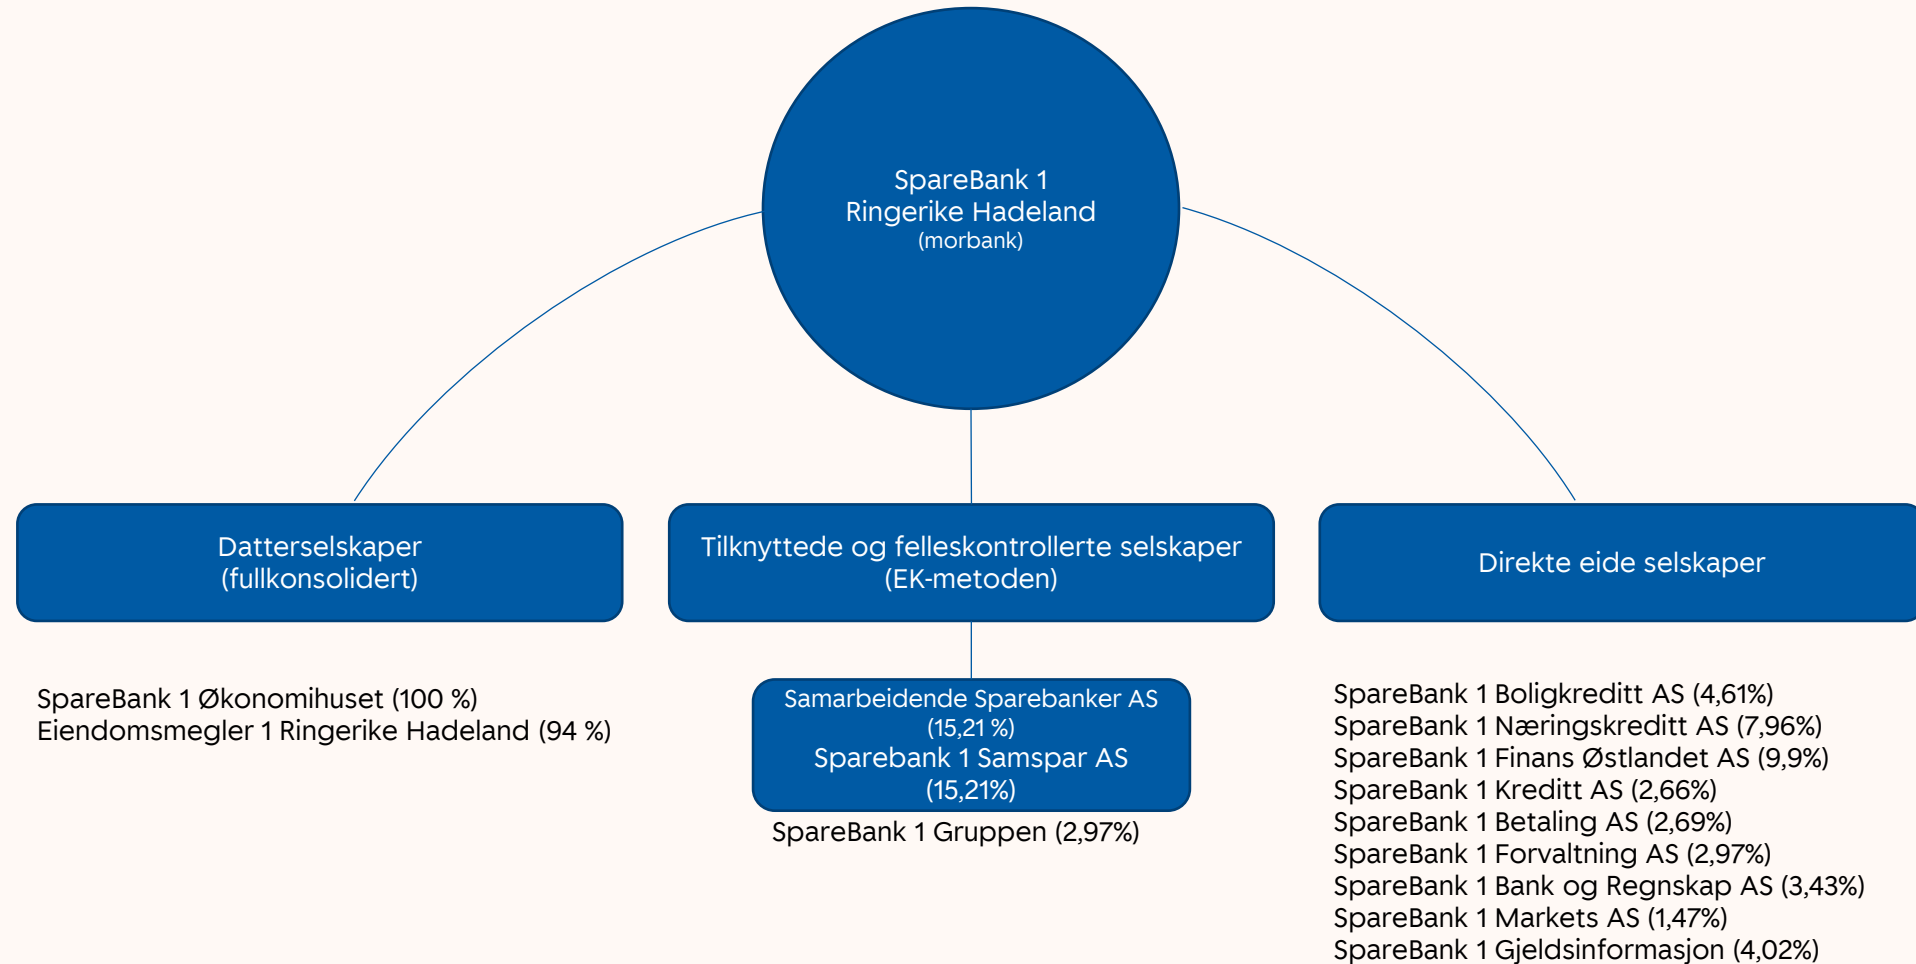 SpareBank 1
Ringerike Hadeland
(morbank)
Datterselskaper
(fullkonsolidert)
Tilknyttede og felleskontrollerte selskaper
(EK-metoden)
Direkte eide selskaper
SpareBank 1 Økonomihuset (100 %)
Eiendomsmegler 1 Ringerike Hadeland (94 %)
Samarbeidende Sparebanker AS
(15,21 %)
Sparebank 1 Samspar AS
(15,21%)
SpareBank 1 Gruppen (2,97%)
SpareBank 1 Boligkreditt AS (4,61%)
SpareBank 1 Næringskreditt AS (7,96%)
SpareBank 1 Finans Østlandet AS (9,9%)
SpareBank 1 Kreditt AS (2,66%)
SpareBank 1 Betaling AS (2,69%)
SpareBank 1 Forvaltning AS (2,97%)
SpareBank 1 Bank og Regnskap AS (3,43%)
SpareBank 1 Markets AS (1,47%)
SpareBank 1 Gjeldsinformasjon (4,02%)